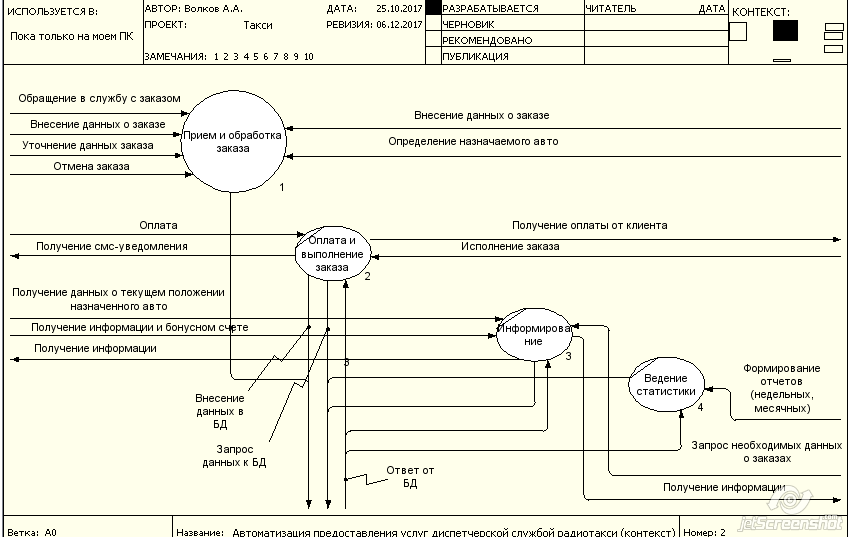 ИСПОЛЬЗУЕТСЯ В:
Пока только на моем ПК
АВТОР: Волков А.А.
ДАТА: 25.10.2017
ПРОЕКТ: Такси
РЕВИЗИЯ: 06.12.2017
ЗАМЕЧАНИЯ: 1 2 3 4 5 6 7 8 9 10
РАЗРАБАТЫВАЕТСЯ
ЧЕРНОВИК
РЕКОМЕНДОВАНО
ПУБЛИКАЦИЯ
ЧИТАТЕЛЬ
ДАТА
КОНТЕКСТ:
Обращение в службу с заказом
Внесение данных о заказе
Уточнение данных заказа
Отмена заказа
Прием и обработка
заказа
1
Внесение данных о заказе
Определение назначаемого авто
Оплата
Получение смс-уведомления
Оплата и
выполнение
заказа
2
Получение оплаты от клиента
Исполнение заказа
Получение данных о текущем положении
назначенного авто
Получение информации и бонусном счете
Получение информации
3
Информирова
ние
3
Ведение
статистики
4
Формирование
отчетов
(недельных,
месячных)
Внесение
данных в
БД
Запрос
данных к БД
Ответ от
БД
Запрос необходимых данных
о заказах
Получение информации
Ветка: A0
Название: Автоматизация предоставления услуг диспетчерской службой радиотакси (контекст)
Номер: 2
jetScreenshot.com